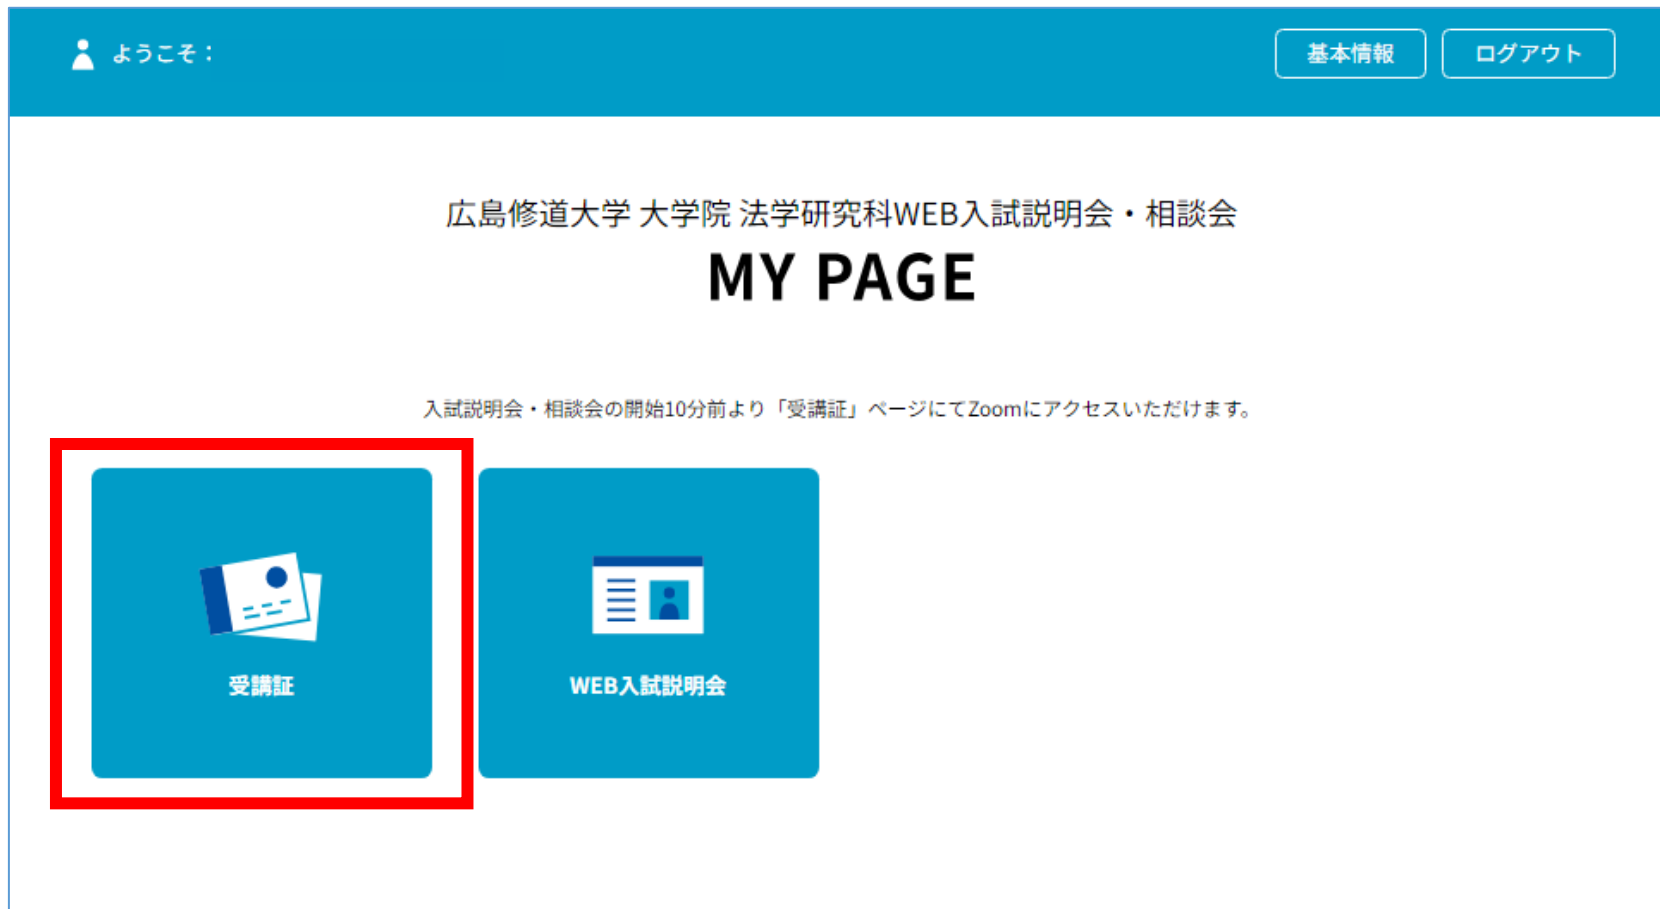 ようこそ：
基本情報
ログアウト
広島修道大学 大学院 法学研究科WEB入試説明会・相談会
MY PAGE
入試説明会・相談会の開始10分前より「受講証」ページにてZoomにアクセスいただけます。
受講証
WEB入試説明会